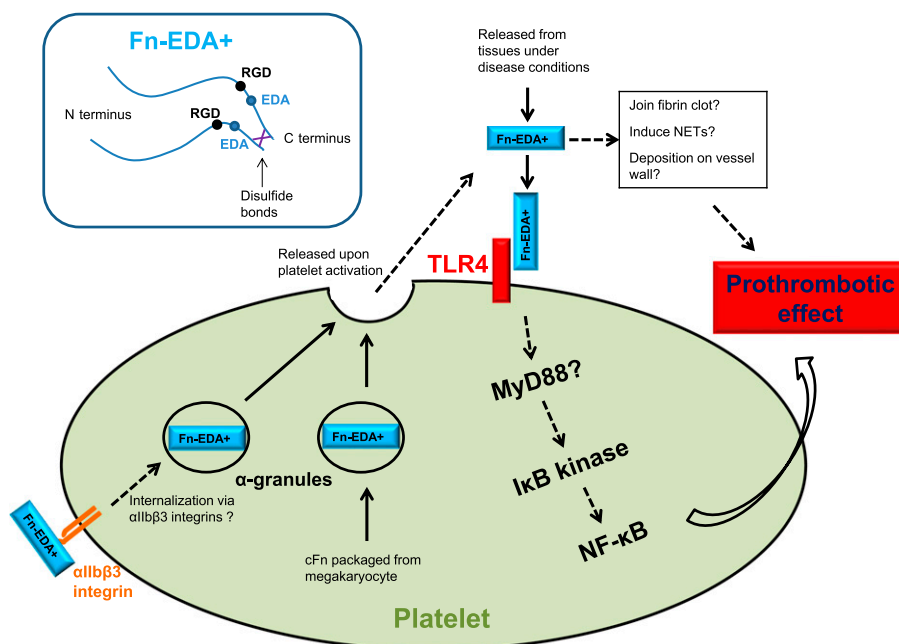 Fn-EDA+
RGD
EDA
N terminus
RGD
EDA
C terminus
Disulfide
bonds
Released from
tissues under
disease conditions
Fn-EDA+
Join fibrin clot?
Induce NETs?
Deposition on vessel
wall?
Fn-EDA+
Released upon
platelet activation
TLR4
Prothrombotic
effect
MyD88?
IκB kinase
NF-κB
Fn-EDA+
Fn-EDA+
α-granules
Internalization via
αIIbβ3 integrins ?
Fn-EDA+
αIIbβ3
integrin
cFn packaged from
megakaryocyte
Platelet